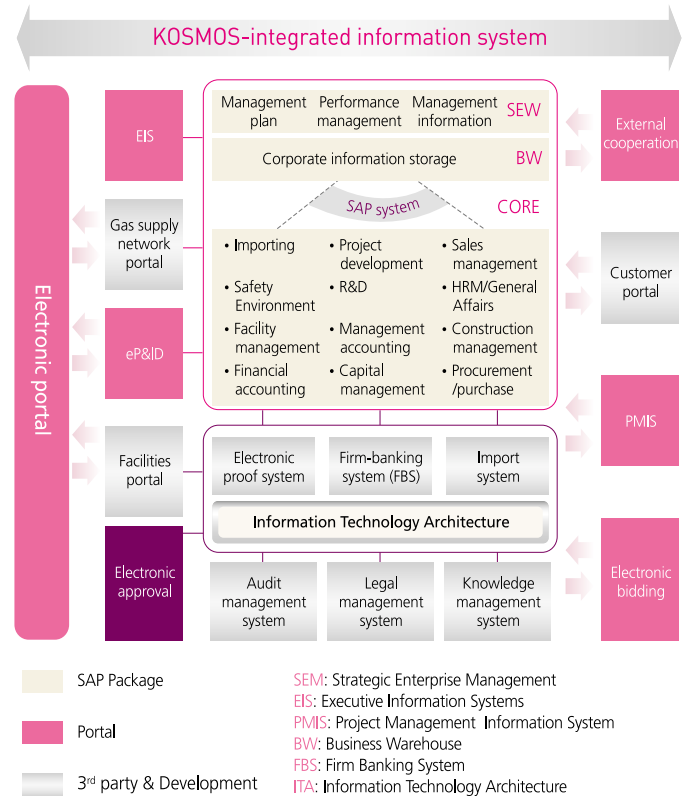 KOSMOS-integrated information system
Electronic portal
EIS
Gas supply
network
portal
eP&ID
Facilities
portal
Electronic
approval
Management
plan
Performance
management
Management
information
SEW
Corporate information storage
BW
SAP system
CORE
• Importing
• Safety
Environment
• Facility
management
• Financial
accounting
• Project
development
• R&D
• Management
accounting
• Capital
management
• Sales
management
• HRM/General
Affairs
• Construction
management
• Procurement
/purchase
Electronic
proof system
Firm-banking
system (FBS)
Import
system
Information Technology Architecture
Audit
management
system
Legal
management
system
Knowledge
management
system
External
cooperation
Customer
portal
PMIS
Electronic
bidding
SAP Package
Portal
3rd party & Development
SEM: Strategic Enterprise Management
EIS: Executive Information Systems
PMIS: Project Management Information System
BW: Business Warehouse
FBS: Firm Banking System
ITA: Information Technology Architecture